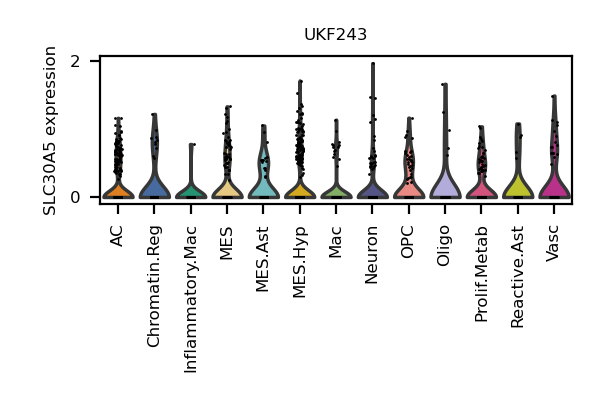 UKF243
SLC30A5 expression
2
0
AC
Chromatin.Reg
Inflammatory.Mac
MES
MES.Ast
MES.Hyp
Mac
Neuron
OPC
Oligo
Prolif.Metab
Reactive.Ast
Vasc